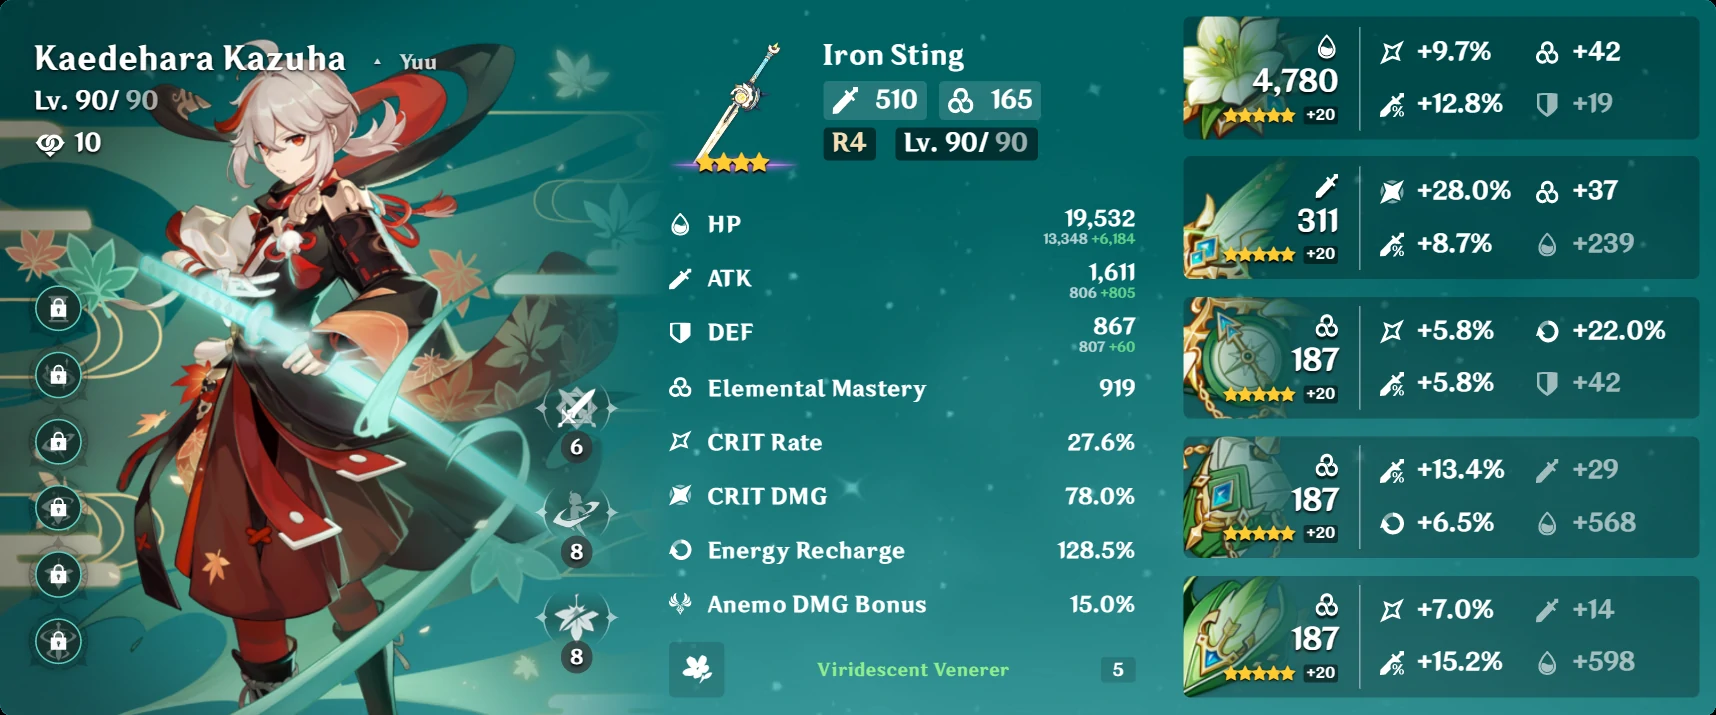 Kaedehara Kazuha · Yuu
Lv. 90/ 90
10
6
8
8
Iron Sting
510 165
R4 Lv. 90/ 90
HP 19,532
13,348 +6,184
ATK 1,611
806 +805
DEF 867
807 +60
Elemental Mastery 919
CRIT Rate 27.6%
CRIT DMG 78.0%
Energy Recharge 128.5%
Anemo DMG Bonus 15.0%
Viridescent Venerer 5
4,780
+20
+9.7% +42
+12.8% +19
311
+20
+28.0% +37
+8.7% +239
187
+20
+5.8% +22.0%
+5.8% +42
187
+20
+13.4% +29
+6.5% +568
187
+20
+7.0% +14
+15.2% +598